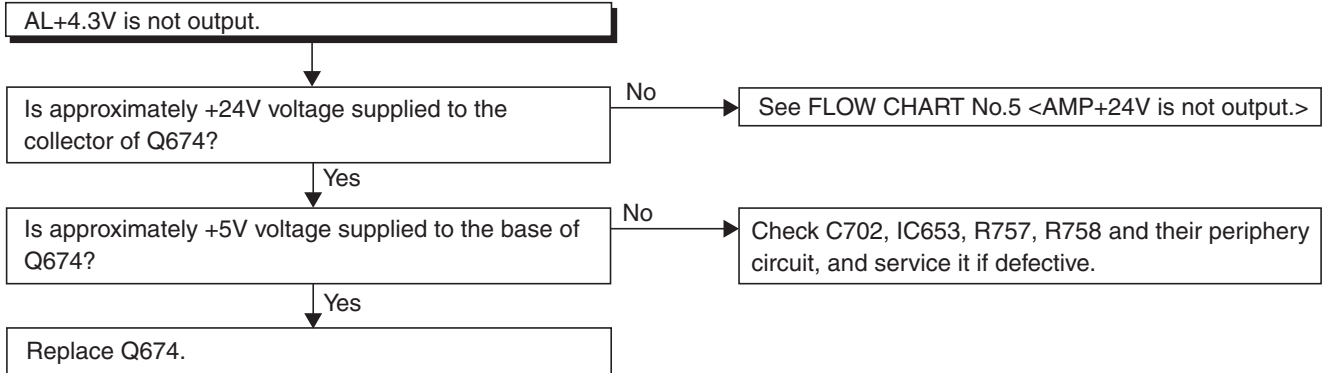 AL+4.3V is not output.
Is approximately +24V voltage supplied to the
collector of Q674?
No
See FLOW CHART No.5 <AMP+24V is not output.>
Yes
Is approximately +5V voltage supplied to the base of
Q674?
No
Check C702, IC653, R757, R758 and their periphery
circuit, and service it if defective.
Yes
Replace Q674.